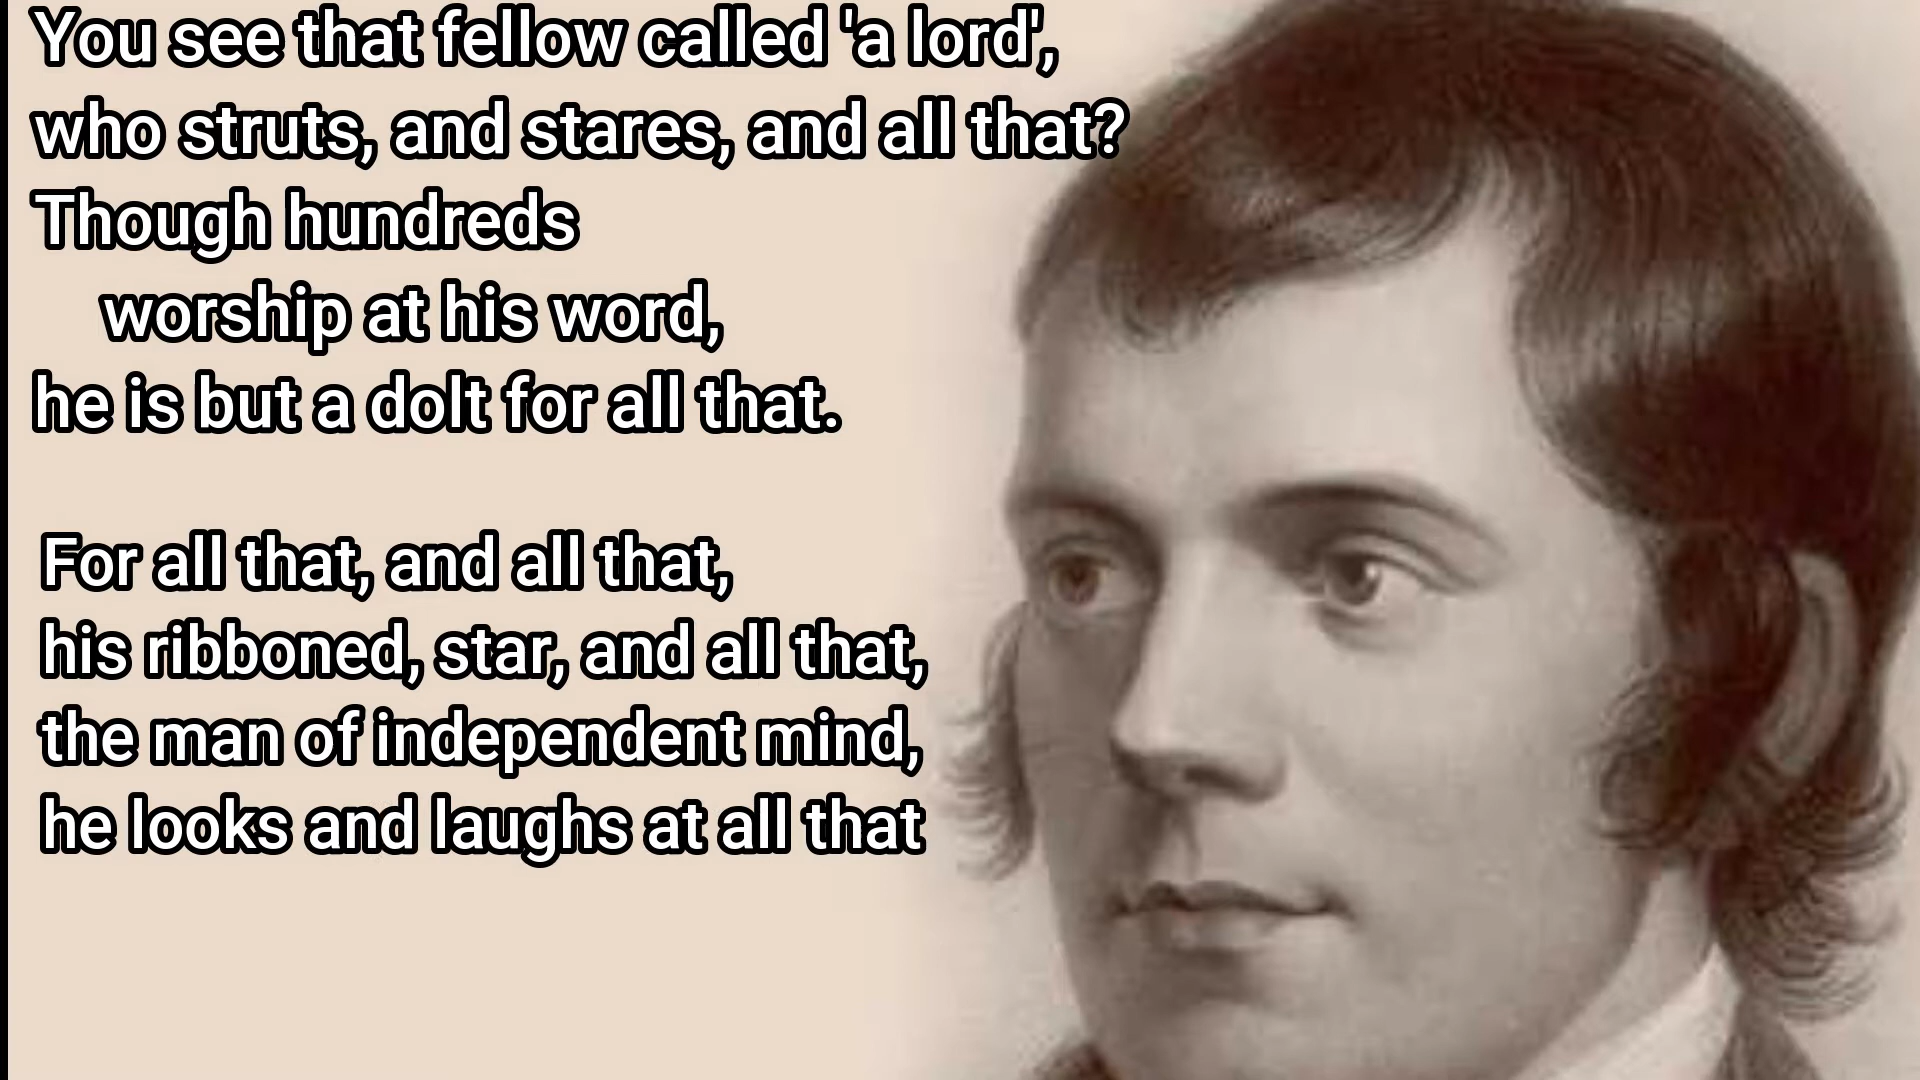 You see that fellow called 'a lord',
who struts, and stares, and all that?
Though hundreds
worship at his word,
he is but a dolt for all that.
For all that, and all that,
his ribboned, star, and all that,
the man of independent mind,
he looks and laughs at all that